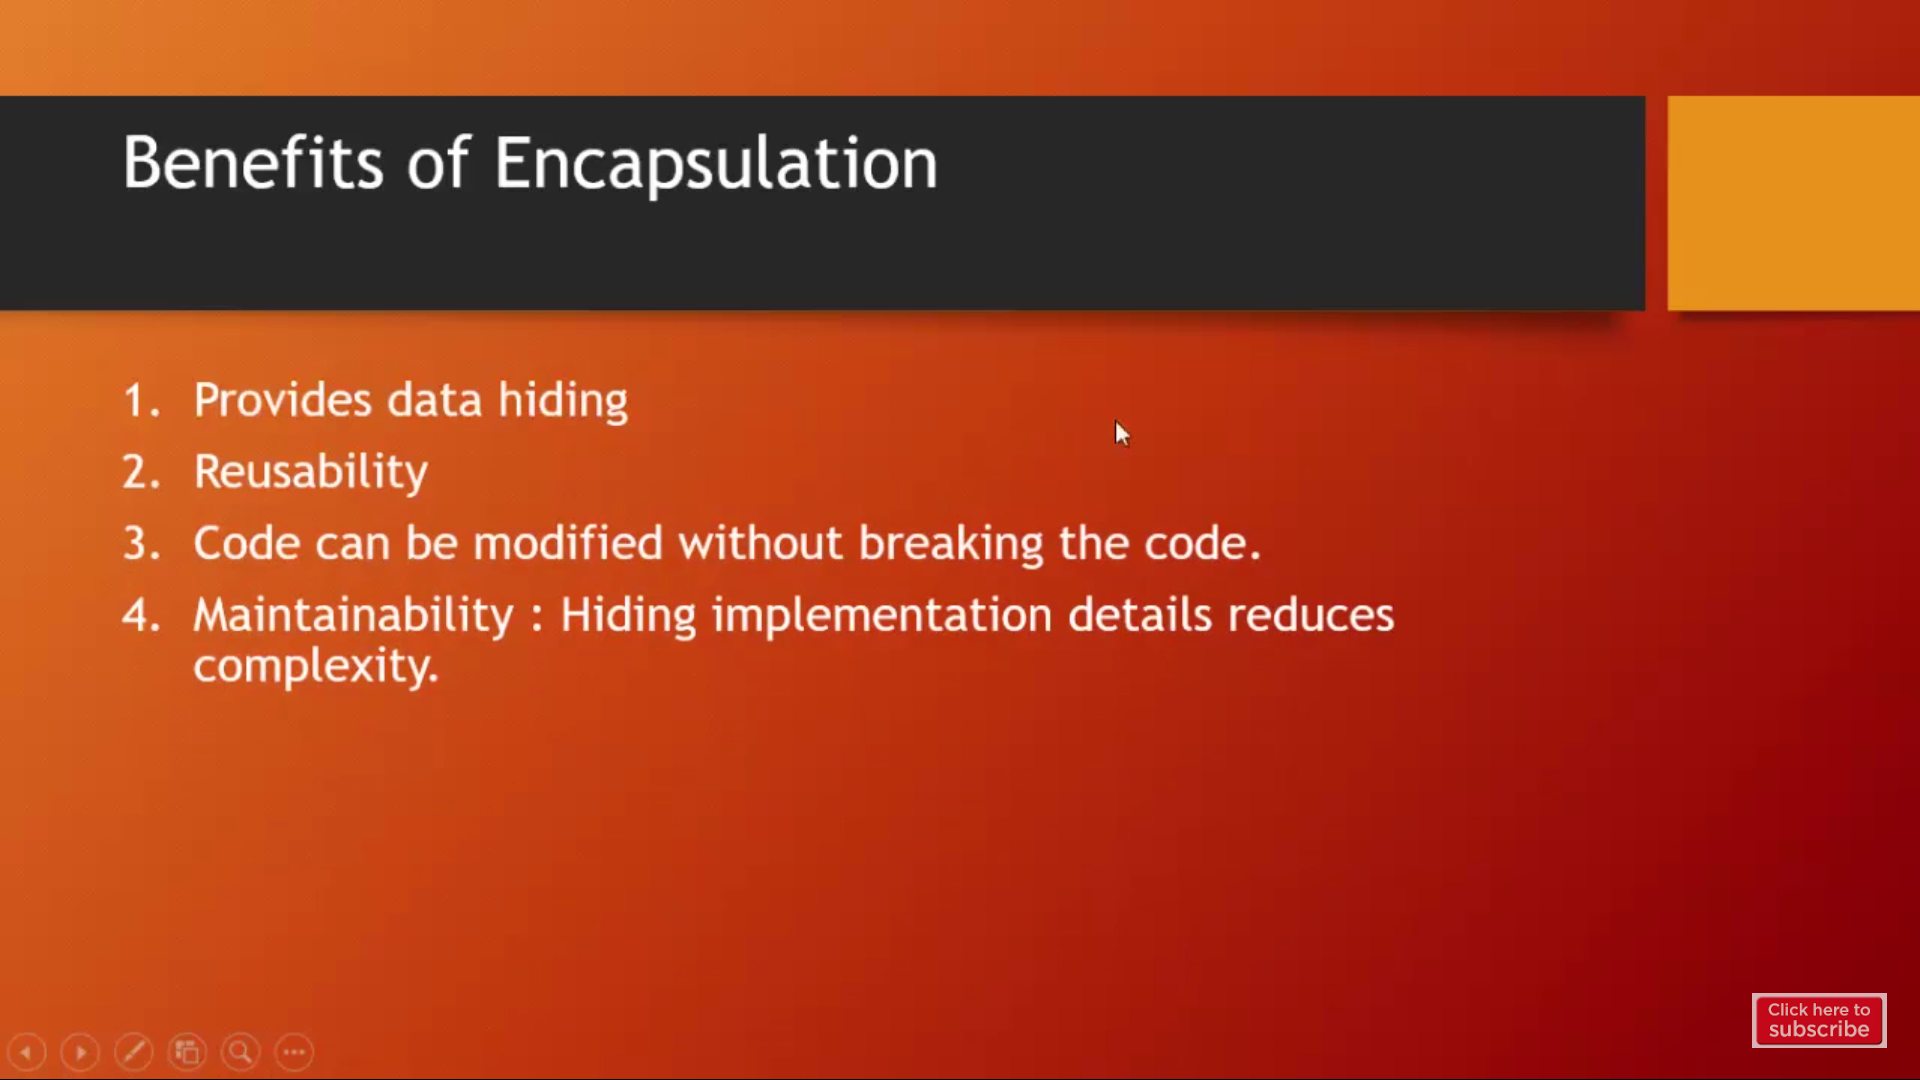 Benefits of Encapsulation
1. Provides data hiding
2. Reusability
3. Code can be modified without breaking the code.
4. Maintainability : Hiding implementation details reduces
complexity.
Click here to
subscribe